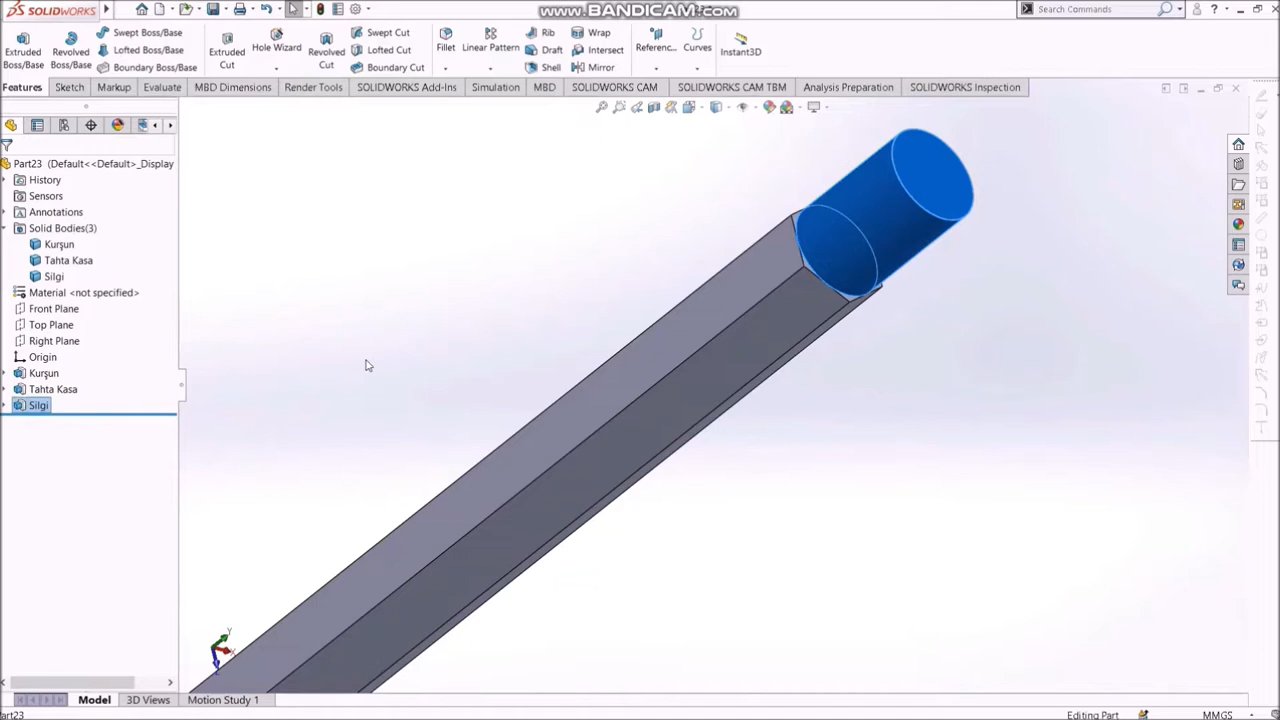 SOLIDWORKS
www.BANDICAM.com
Search Commands
Extruded Boss/Base
Revolved Boss/Base
Swept Boss/Base
Lofted Boss/Base
Boundary Boss/Base
Extruded Cut
Hole Wizard
Revolved Cut
Swept Cut
Lofted Cut
Boundary Cut
Fillet
Linear Pattern
Rib
Draft
Shell
Wrap
Intersect
Mirror
Referenc...
Curves
Instant3D
Features
Sketch
Markup
Evaluate
MBD Dimensions
Render Tools
SOLIDWORKS Add-Ins
Simulation
MBD
SOLIDWORKS CAM
SOLIDWORKS CAM TBM
Analysis Preparation
SOLIDWORKS Inspection
Part23 (Default<<Default>_Display
History
Sensors
Annotations
Solid Bodies(3)
Kurşun
Tahta Kasa
Silgi
Material <not specified>
Front Plane
Top Plane
Right Plane
Origin
Kurşun
Tahta Kasa
Silgi
Y
X
Model
3D Views
Motion Study 1
art23
Editing Part
MMGS